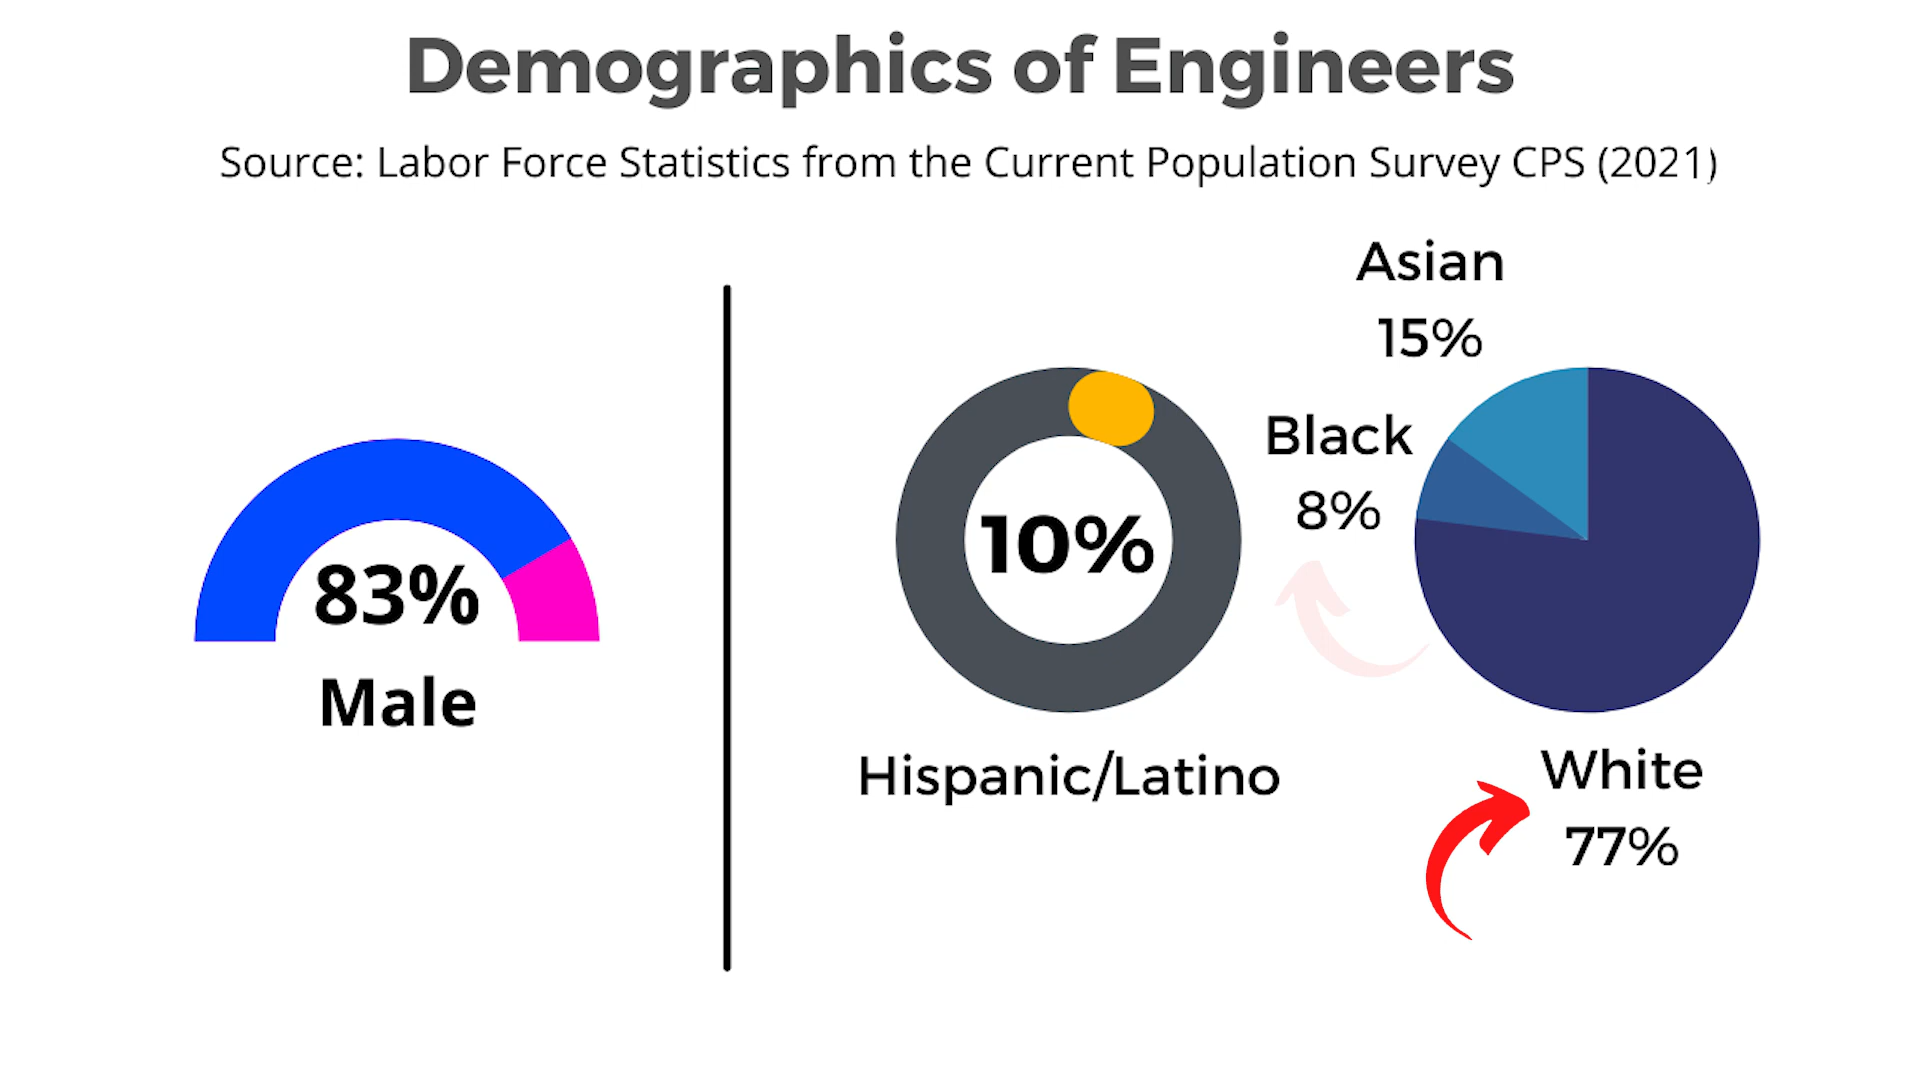 Demographics of Engineers
Source: Labor Force Statistics from the Current Population Survey CPS (2021)
83%
Male
10%
Hispanic/Latino
Asian
15%
Black
8%
White
77%